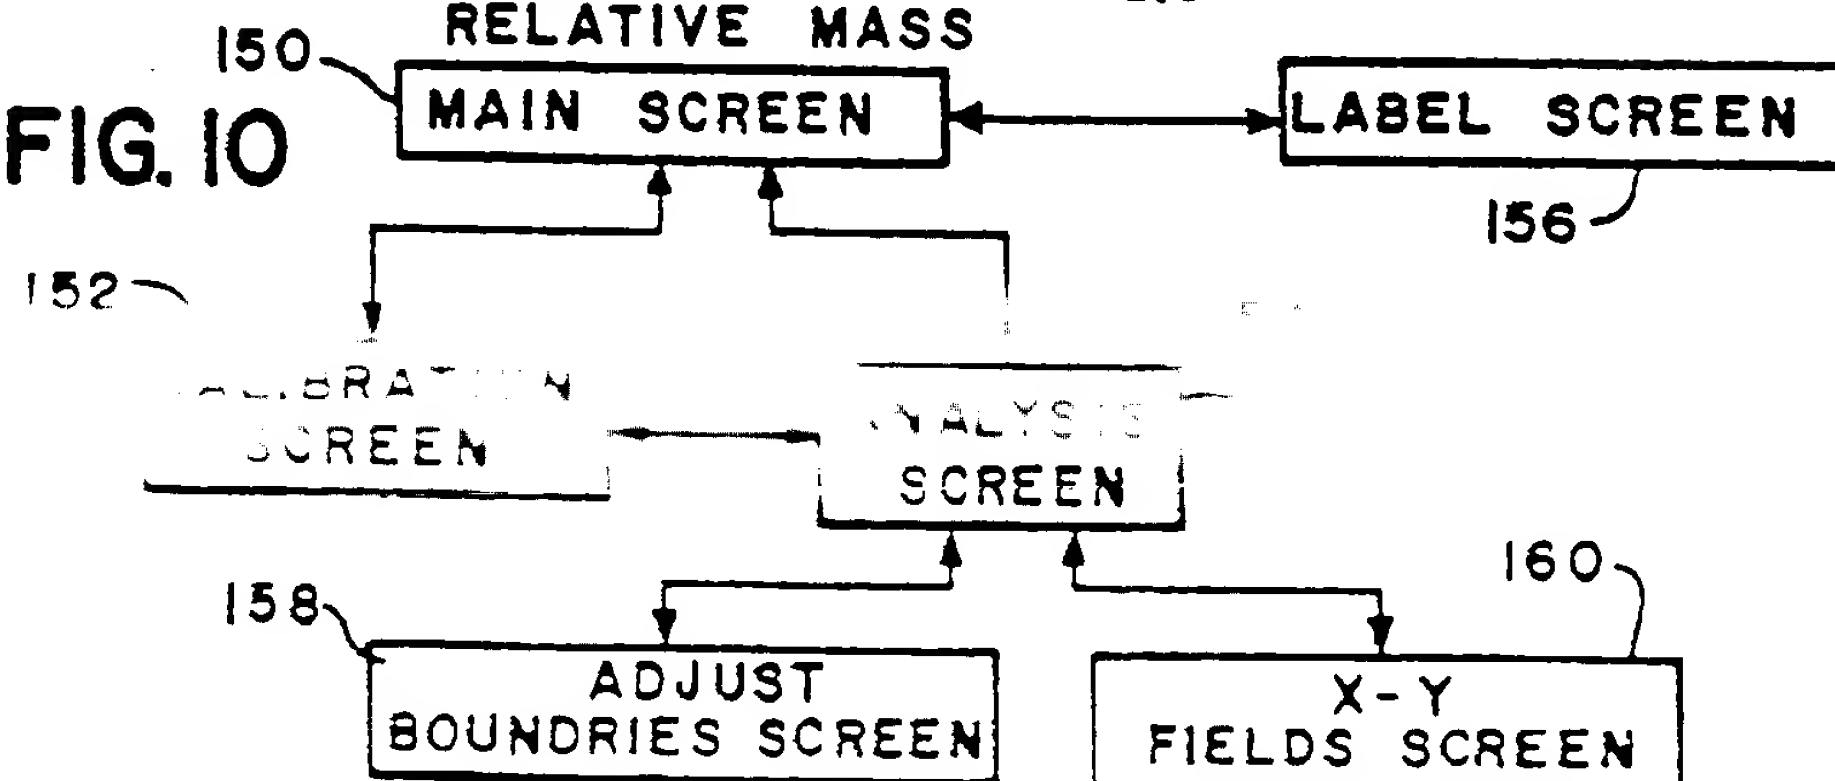 RELATIVE MASS
150
MAIN SCREEN
LABEL SCREEN
FIG. 10
156
152
SCREEN
ANALYSIS
SCREEN
160
158
ADJUST
BOUNDRIES SCREEN
X-Y
FIELDS SCREEN